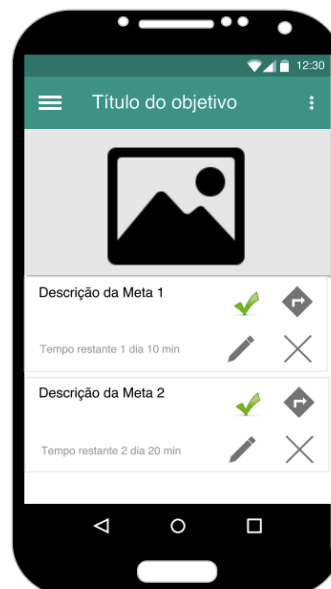 12:30
Título do objetivo
Descrição da Meta 1
Tempo restante 1 dia 10 min
Descrição da Meta 2
Tempo restante 2 dia 20 min